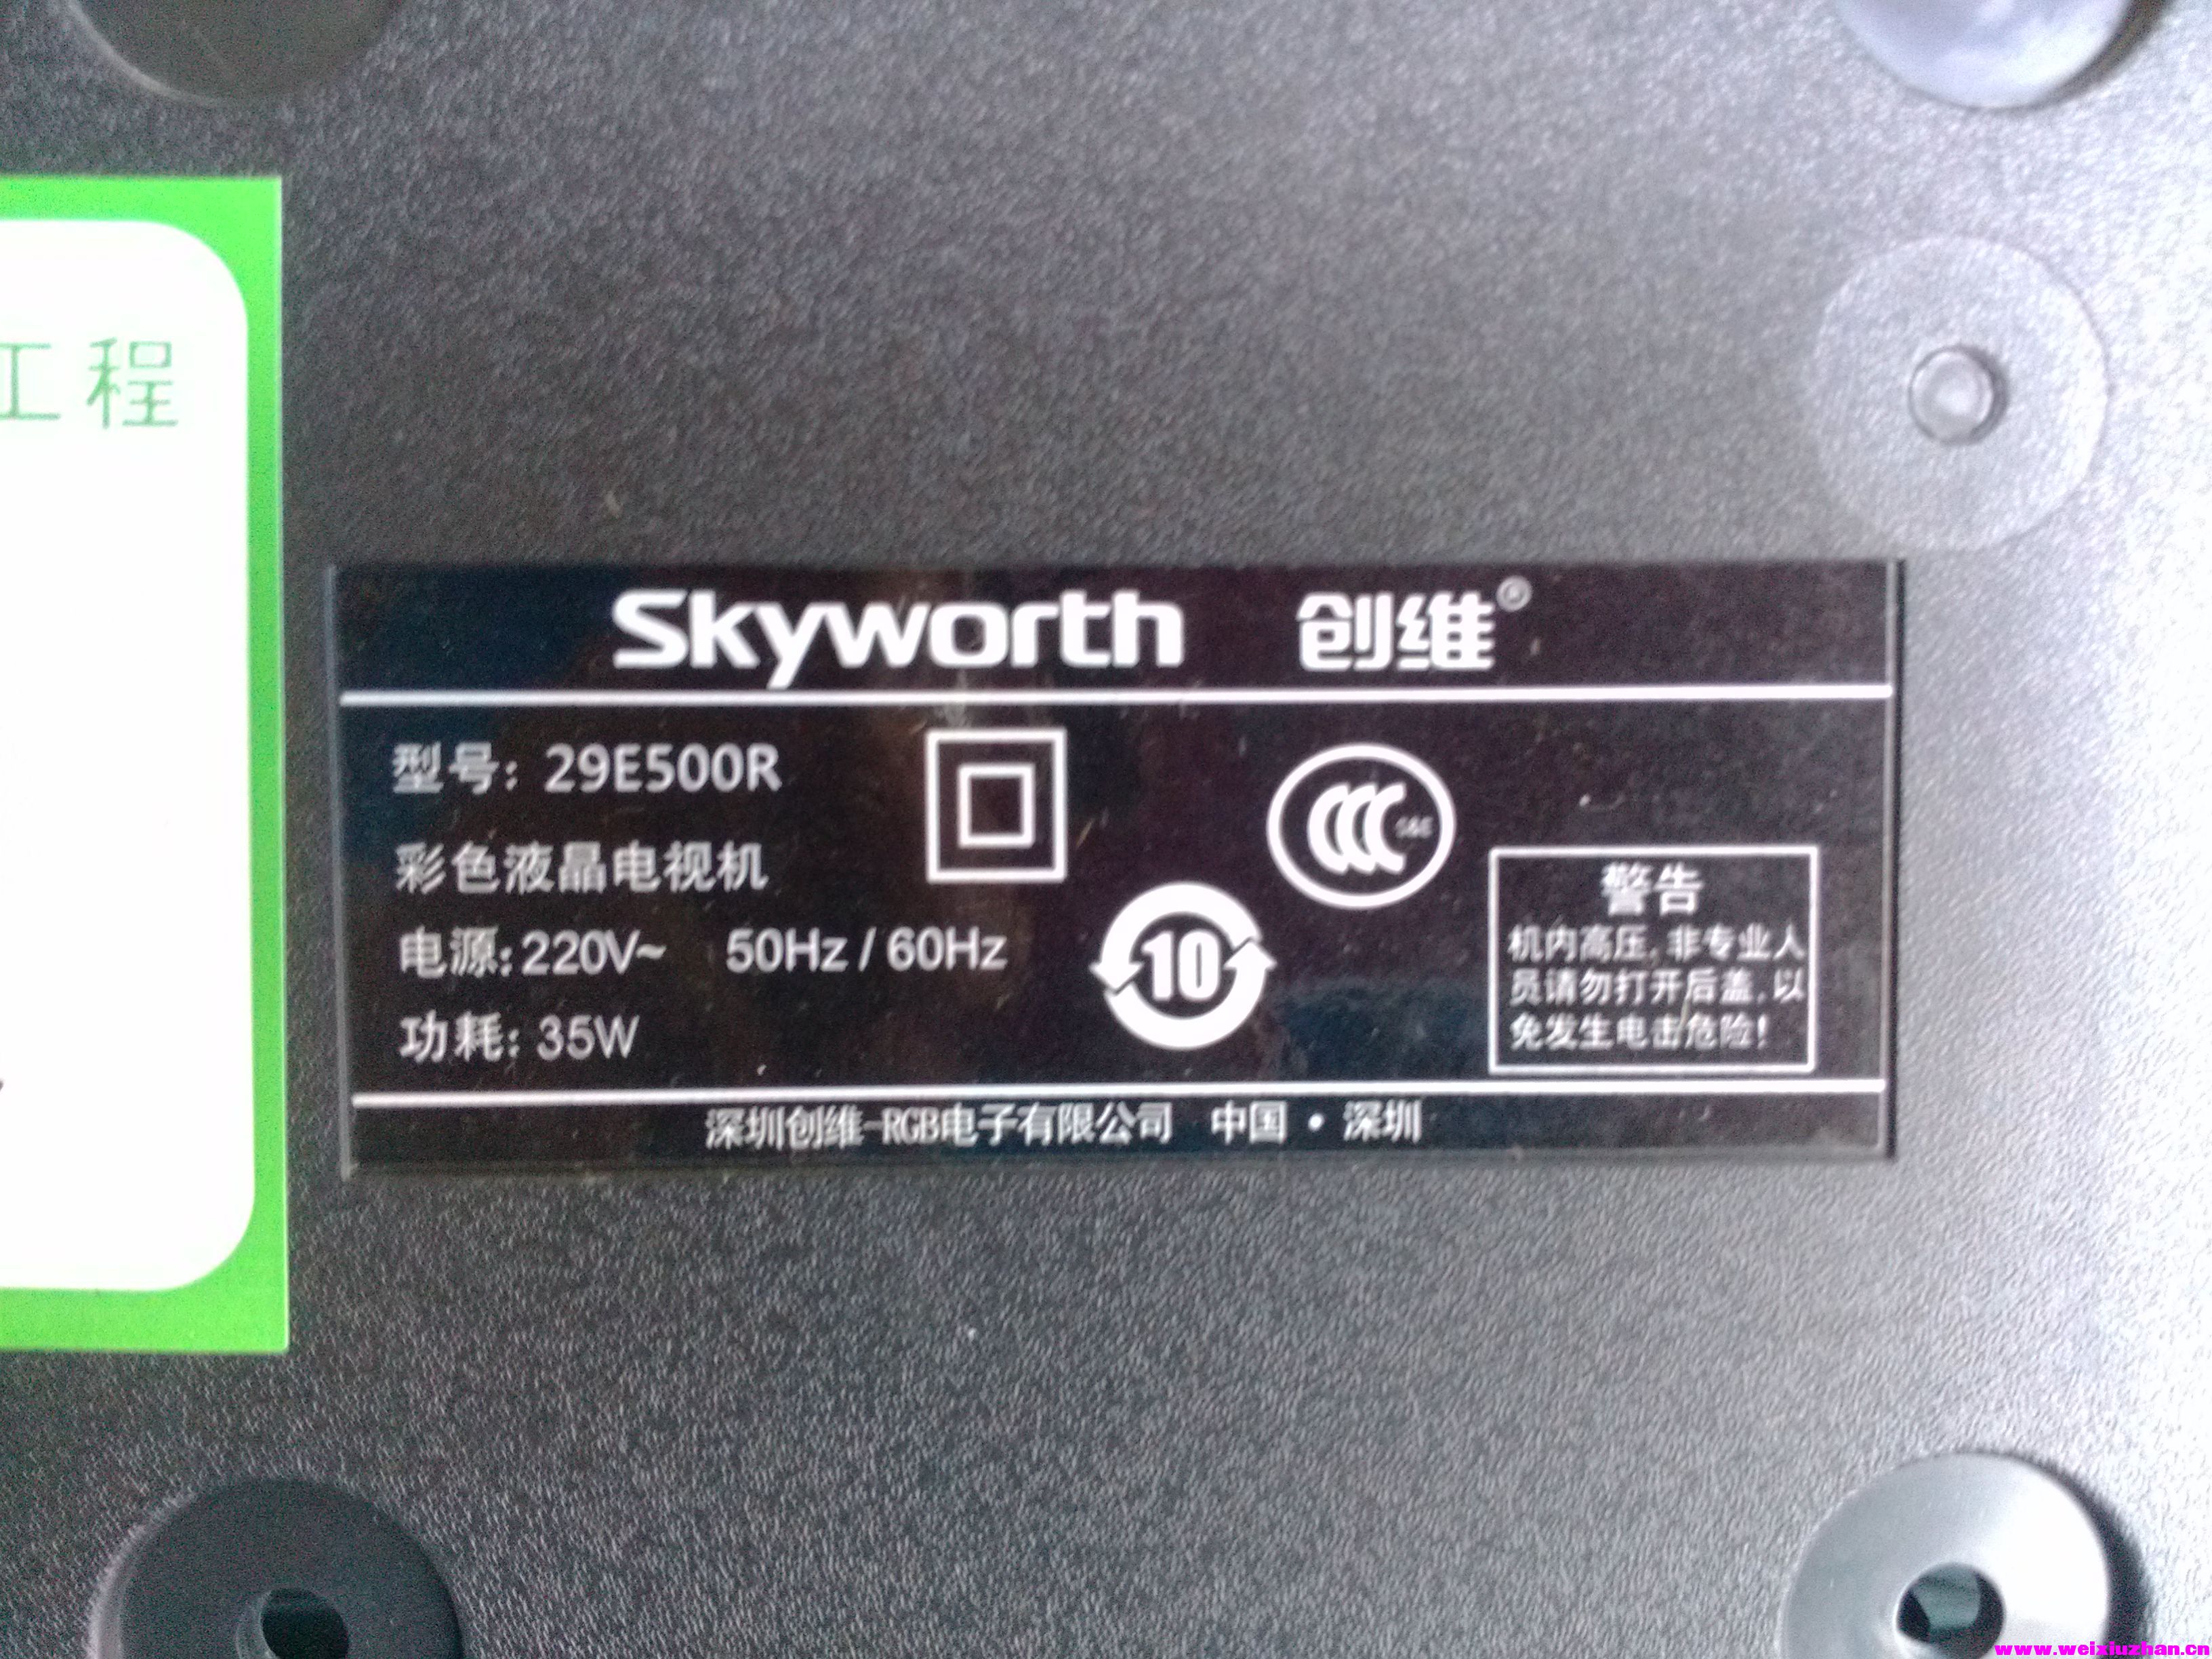 工程
Skyworth 创维®
型号: 29E500R
彩色液晶电视机
电源:220V~ 50Hz / 60Hz
功耗: 35W
CCC S&E
10
警告
机内高压,非专业人
员请勿打开后盖,以
免发生电击危险!
深圳创维-RGB电子有限公司 中国·深圳
www.weixiuzhan.cn